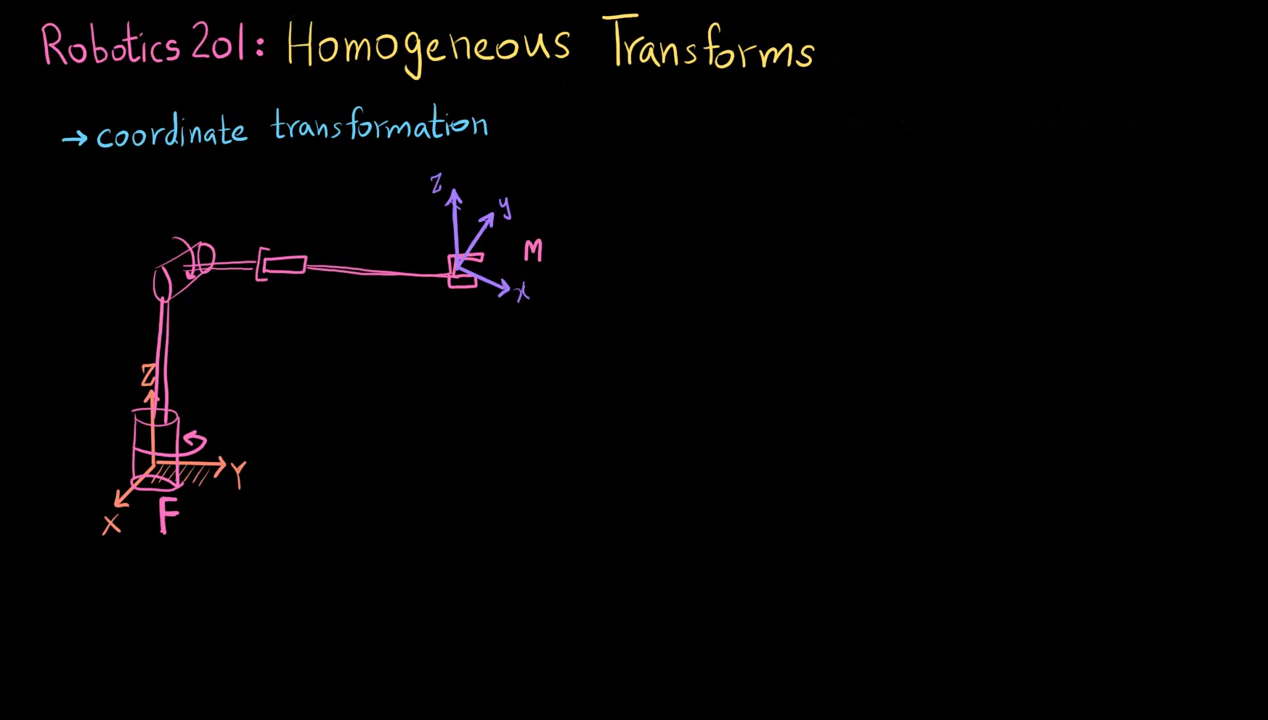 Robotics 201: Homogeneous Transforms
→ coordinate transformation
z
y
M
x
Z
Y
X
F